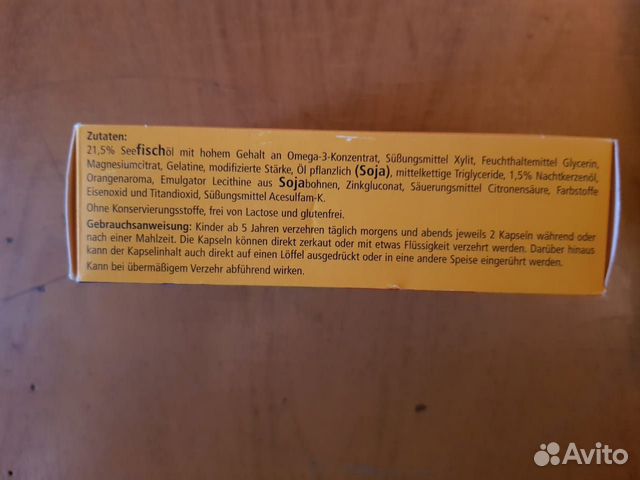 Zutaten:
21,5% Seefischöl mit hohem Gehalt an Omega-3-Konzentrat, Süßungsmittel Xylit, Feuchthaltemittel Glycerin,
Magnesiumcitrat, Gelatine, modifizierte Stärke, Öl pflanzlich (Soja), mittelkettige Triglyceride, 1,5% Nachtkerzenöl,
Orangenaroma, Emulgator Lecithine aus Sojabohnen, Zinkgluconat, Säuerungsmittel Citronensäure, Farbstoffe
Eisenoxid und Titandioxid, Süßungsmittel Acesulfam-K.
Ohne Konservierungsstoffe, frei von Lactose und glutenfrei.
Gebrauchsanweisung: Kinder ab 5 Jahren verzehren täglich morgens und abends jeweils 2 Kapseln während oder
nach einer Mahlzeit. Die Kapseln können direkt zerkaut oder mit etwas Flüssigkeit verzehrt werden. Darüber hinaus
kann der Kapselinhalt auch direkt auf einen Löffel ausgedrückt oder in eine andere Speise eingerührt werden.
Kann bei übermäßigem Verzehr abführend wirken.
Avito